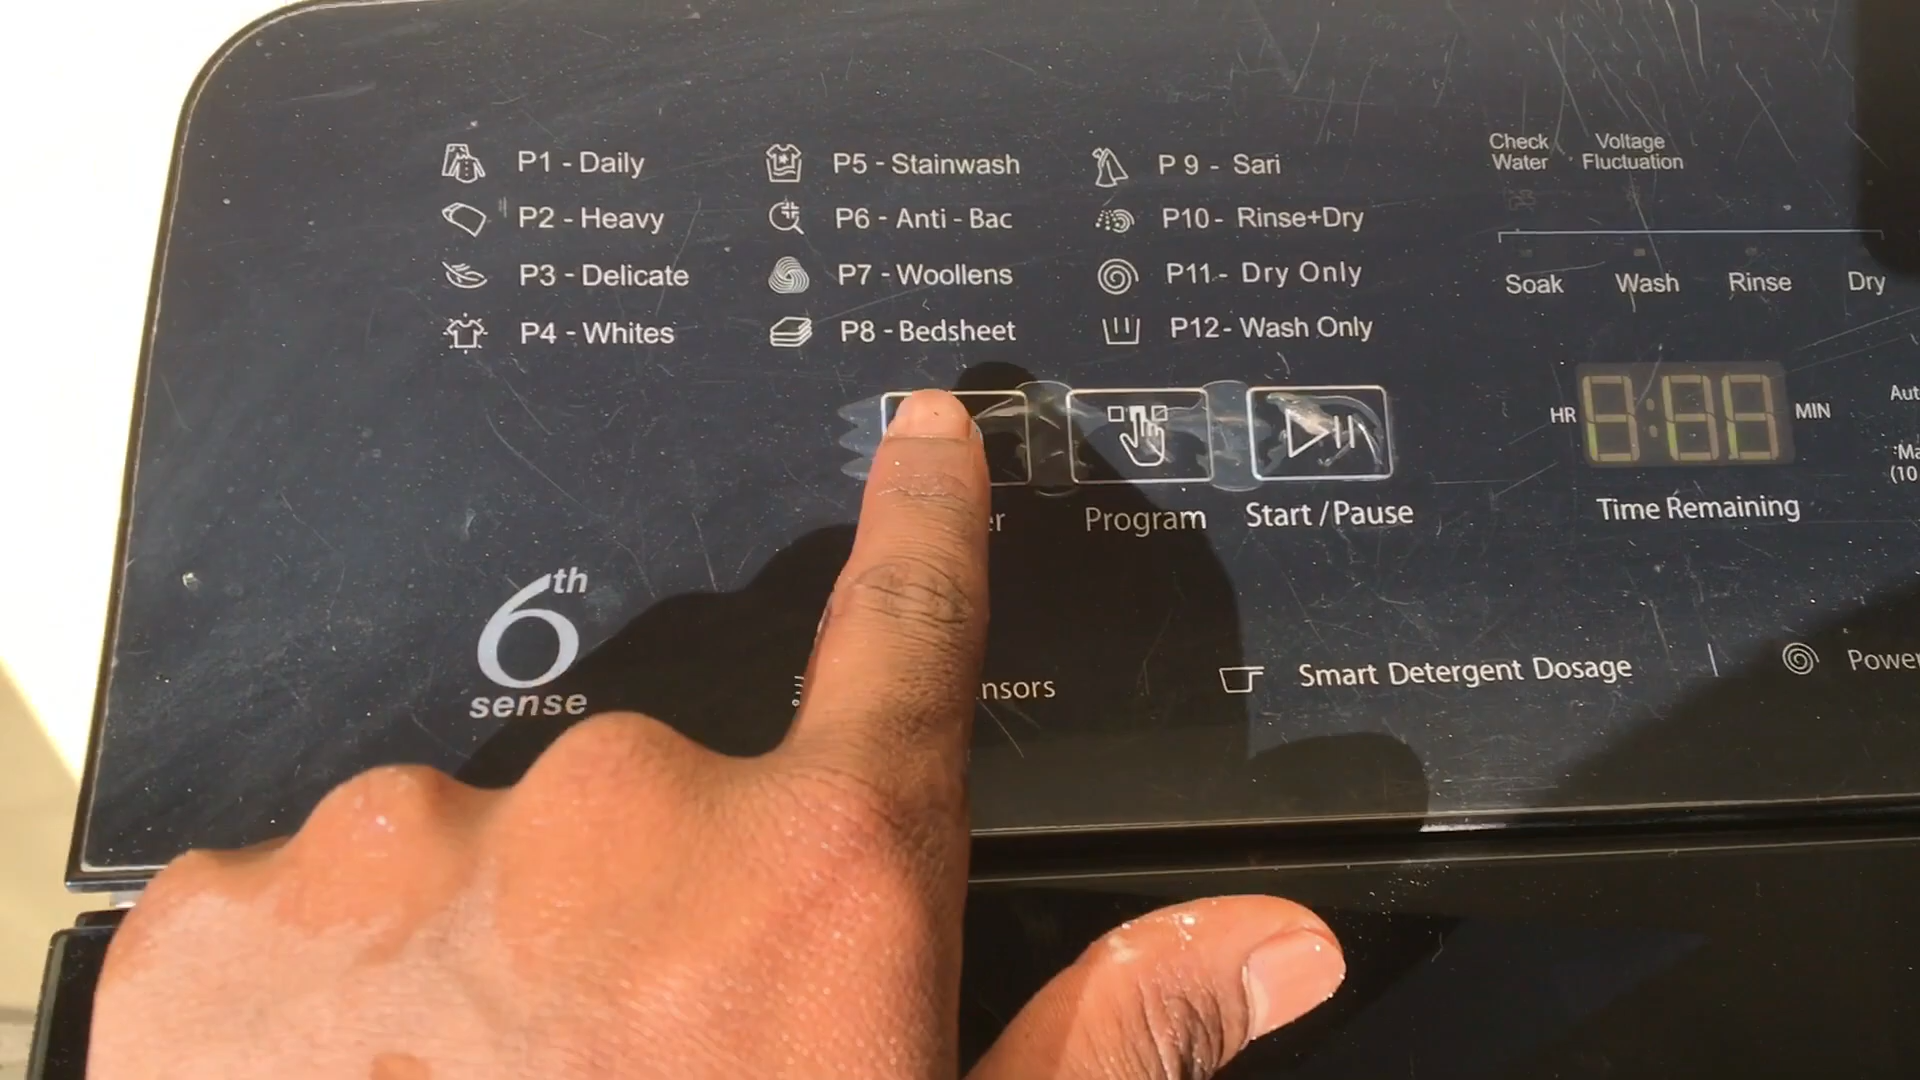 P1 - Daily
P2 - Heavy
P3 - Delicate
P4 - Whites
P5 - Stainwash
P6 - Anti - Bac
P7 - Woollens
P8 - Bedsheet
P 9 - Sari
P10 - Rinse+Dry
P11 - Dry Only
P12 - Wash Only
Check
Water
Voltage
Fluctuation
Soak Wash Rinse Dry
HR MIN
Time Remaining
Program
Start / Pause
6th
sense
Smart Detergent Dosage